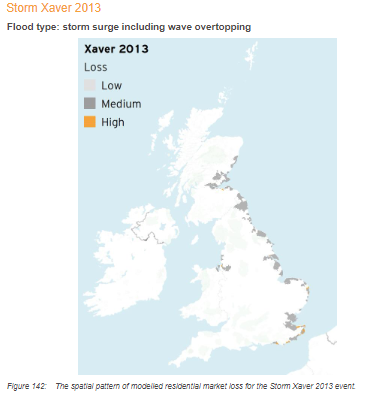 Storm Xaver 2013
Flood type: storm surge including wave overtopping
Xaver 2013
Loss
Low
Medium
High
Figure 142: The spatial pattern of modelled residential market loss for the Storm Xaver 2013 event.